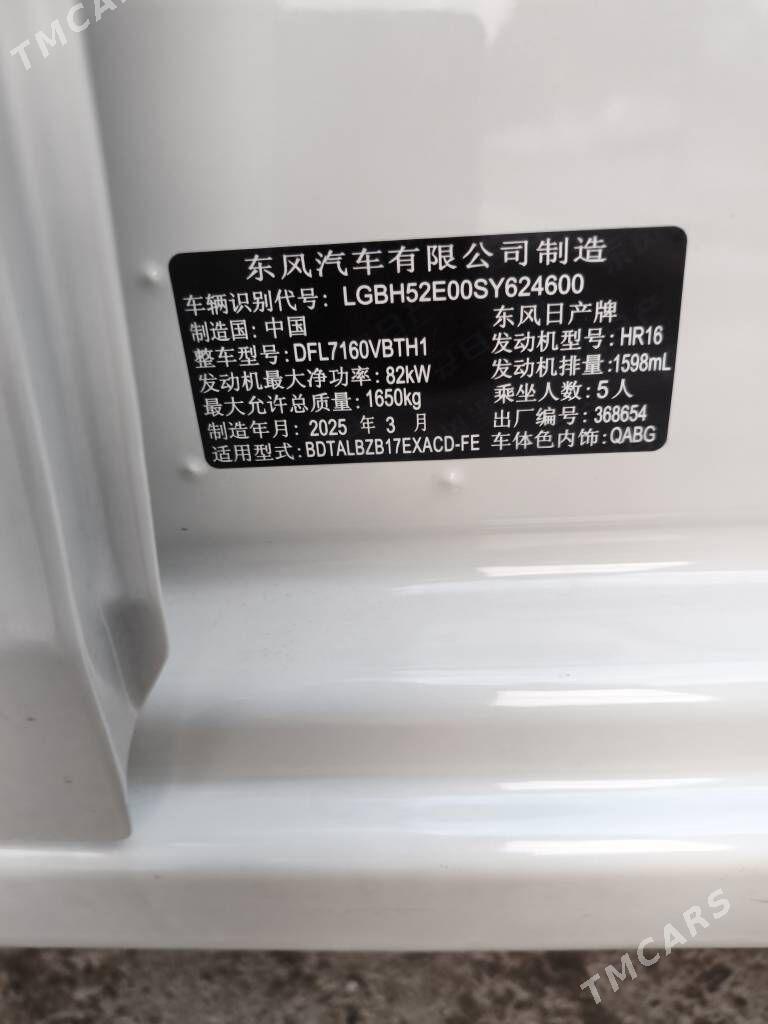 TMCARS
东风汽车有限公司制造
车辆识别代号: LGBH52E00SY624600
制造国: 中国 东风日产牌
整车型号: DFL7160VBTH1 发动机型号: HR16
发动机最大净功率: 82kW 发动机排量: 1598mL
最大允许总质量: 1650kg 乘坐人数: 5人
制造年月: 2025 年 3 月 出厂编号: 368654
适用型式: BDTALBZB17EXACD-FE 车体色内饰: QABG
TMCARS